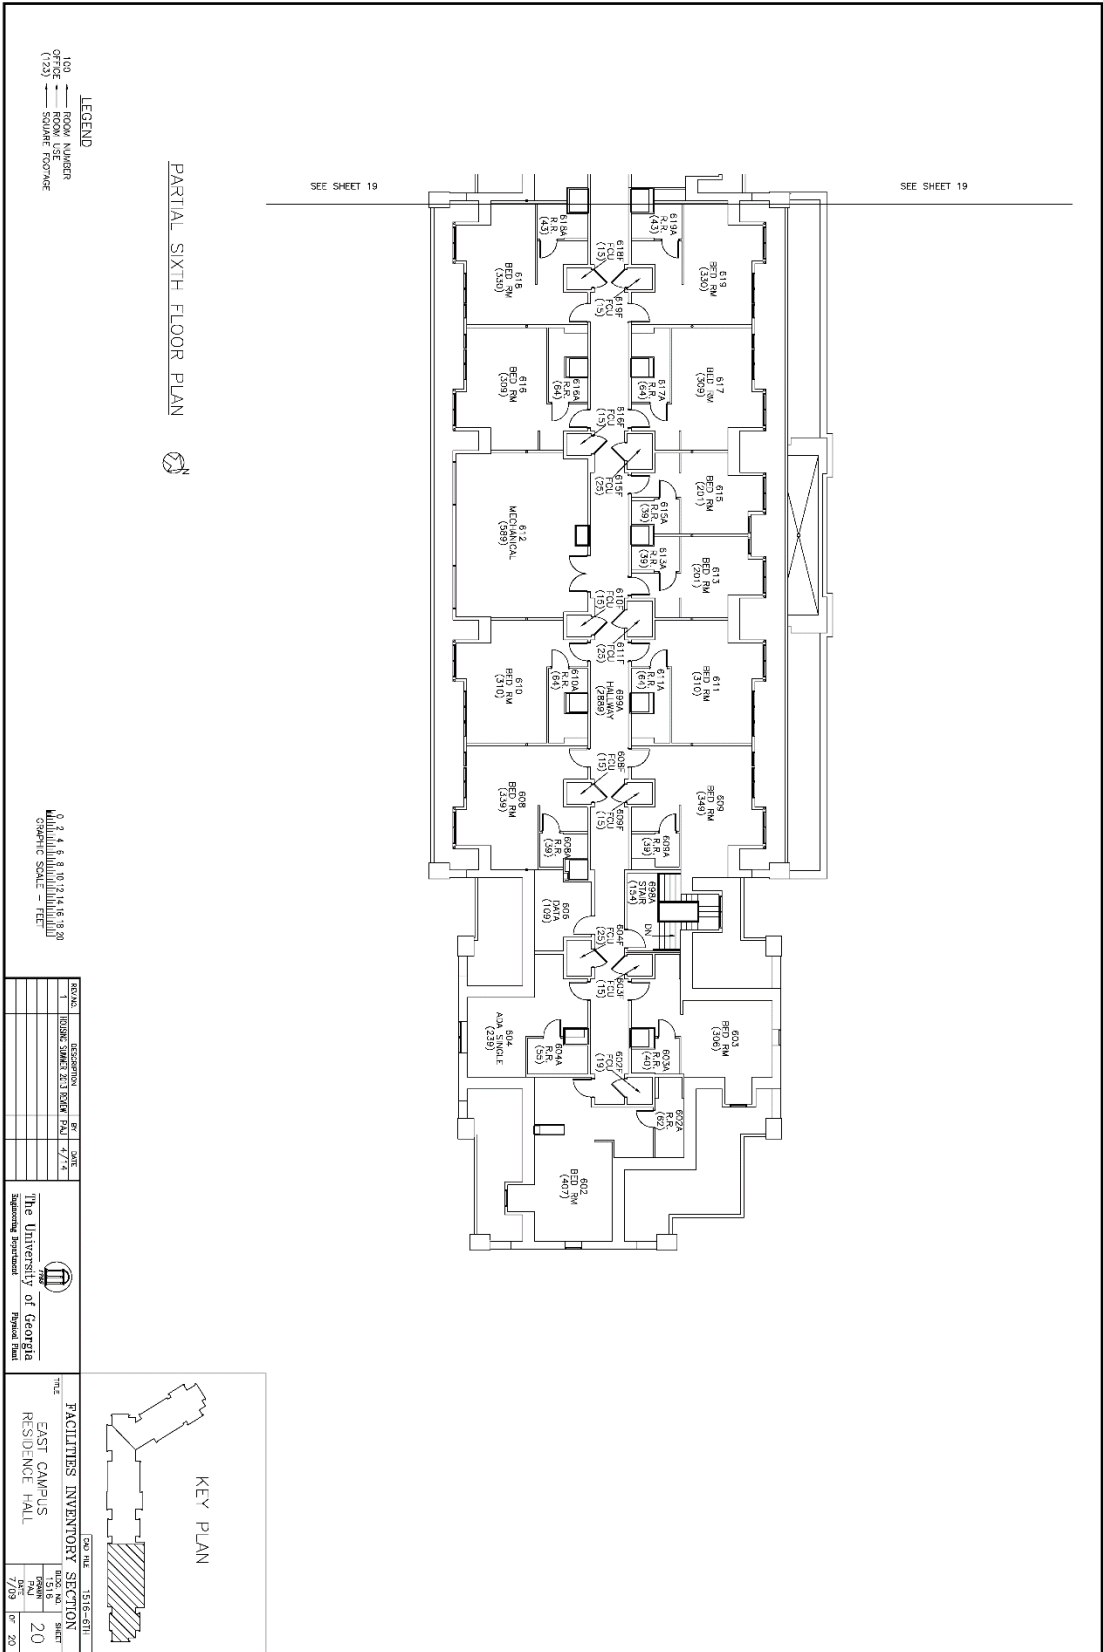 SEE SHEET 19
SEE SHEET 19
619A
R.R.
(43)
619
BED RM
(330)
618A
R.R.
(43)
618
BED RM
(330)
618F
FCU
(15)
619F
FCU
(15)
617
BED RM
(309)
617A
R.R.
(64)
616
BED RM
(309)
616A
R.R.
(64)
616F
FCU
(15)
615F
FCU
(25)
615
BED RM
(201)
615A
R.R.
(39)
612
MECHANICAL
(589)
613A
R.R.
(39)
613
BED RM
(201)
610F
FCU
(15)
611F
FCU
(25)
611
BED RM
(310)
611A
R.R.
(64)
699A
HALLWAY
(2889)
610A
R.R.
(64)
610
BED RM
(310)
608F
FCU
(15)
609F
FCU
(15)
609
BED RM
(349)
609A
R.R.
(39)
608
BED RM
(339)
608A
R.R.
(39)
698A
STAIR
(154)
DN
606
DATA
(109)
604F
FCU
(25)
603F
FCU
(15)
603
BED RM
(306)
603A
R.R.
(40)
604
ADA SINGLE
(239)
604A
R.R.
(55)
602F
FCU
(19)
602A
R.R.
(62)
602
BED RM
(407)
PARTIAL SIXTH FLOOR PLAN
N
LEGEND
100 ROOM NUMBER
OFFICE ROOM USE
(123) SQUARE FOOTAGE
0 2 4 6 8 10 12 14 16 18 20
GRAPHIC SCALE - FEET
REV.NO. DESCRIPTION BY DATE
1 HOUSING SUMMER 2013 REVIEW PAJ 4/14
1785
The University of Georgia
Engineering Department Physical Plant
KEY PLAN
CAD FILE 1516-6TH
FACILITIES INVENTORY SECTION
TITLE
EAST CAMPUS
RESIDENCE HALL
BLDG. NO.
1516
DRAWN
PAJ
DATE
7/09
SHEET
20
OF 20